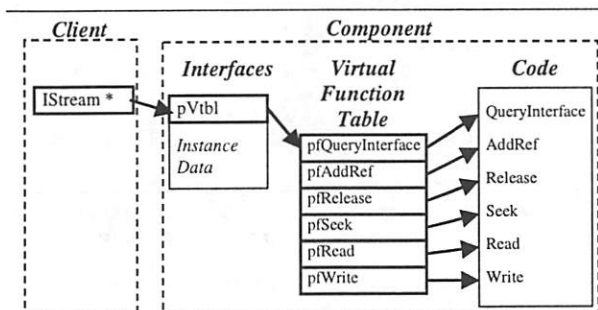 Client
Component
Interfaces
Virtual
Function
Table
Code
IStream *
pVtbl
Instance
Data
pfQueryInterface
pfAddRef
pfRelease
pfSeek
pfRead
pfWrite
QueryInterface
AddRef
Release
Seek
Read
Write